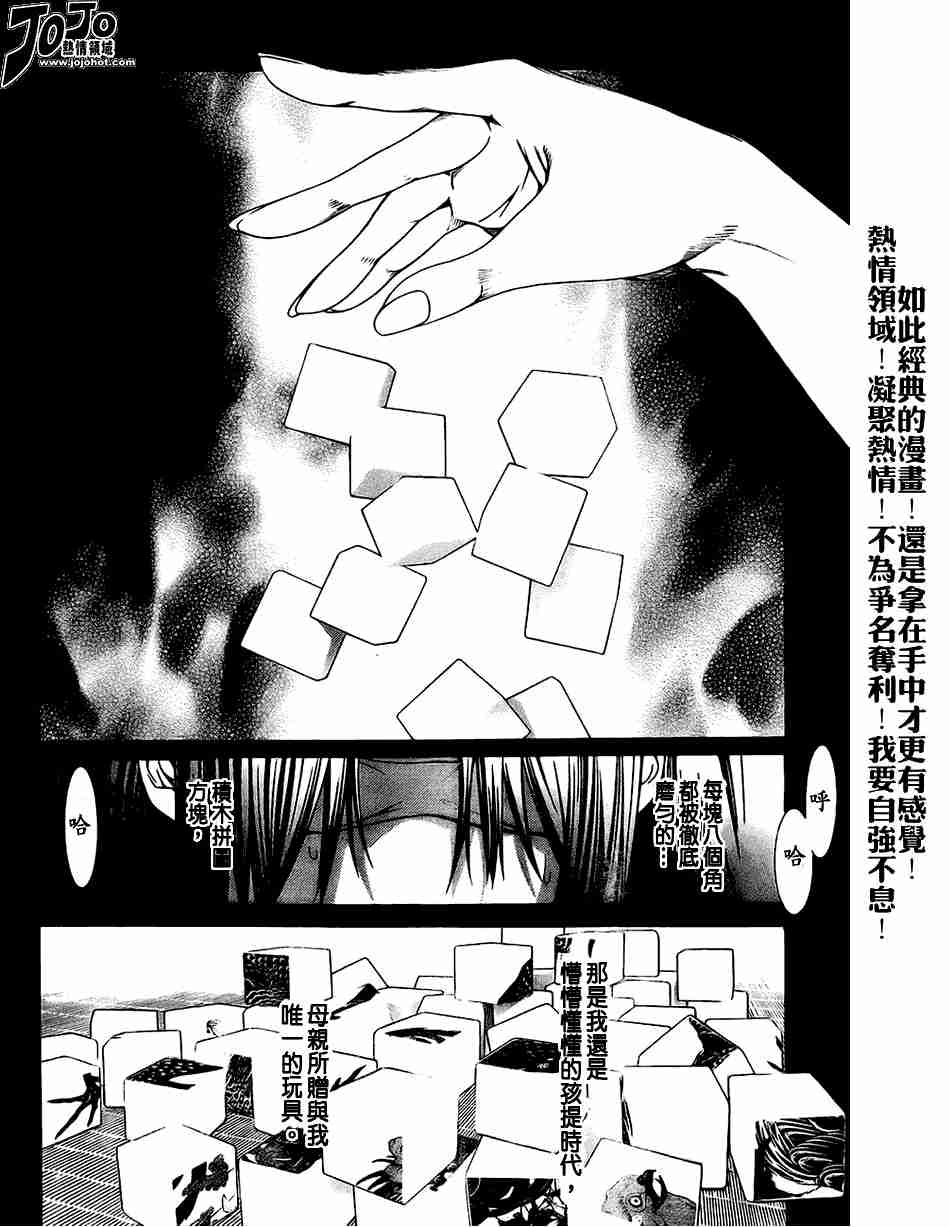 JOJO
熱情領域
www.jojohot.com
如此經典的漫畫！還是拿在手中才更有感覺！
熱情領域！凝聚熱情！不為爭名奪利！我要自強不息！
呼
哈
每塊八個角
都被徹底
磨勻的…
積木拼圖
方塊，
哈
那是我還是
懵懵懂懂的孩提時代，
母親所贈與我
唯一的玩具。